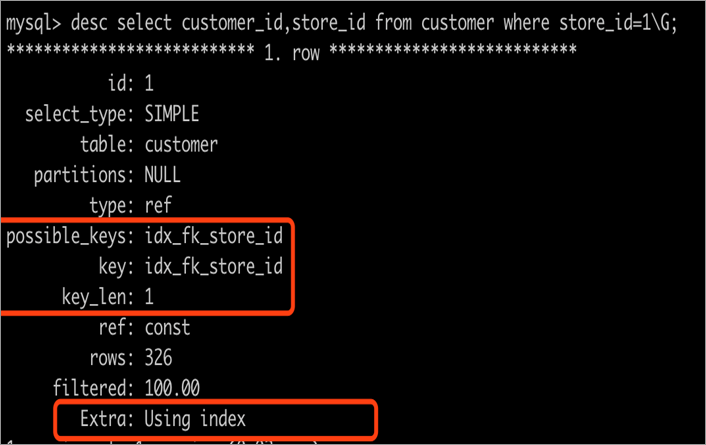 mysql> desc select customer_id,store_id from customer where store_id=1\G;
*************************** 1. row ***************************
id: 1
select_type: SIMPLE
table: customer
partitions: NULL
type: ref
possible_keys: idx_fk_store_id
key: idx_fk_store_id
key_len: 1
ref: const
rows: 326
filtered: 100.00
Extra: Using index